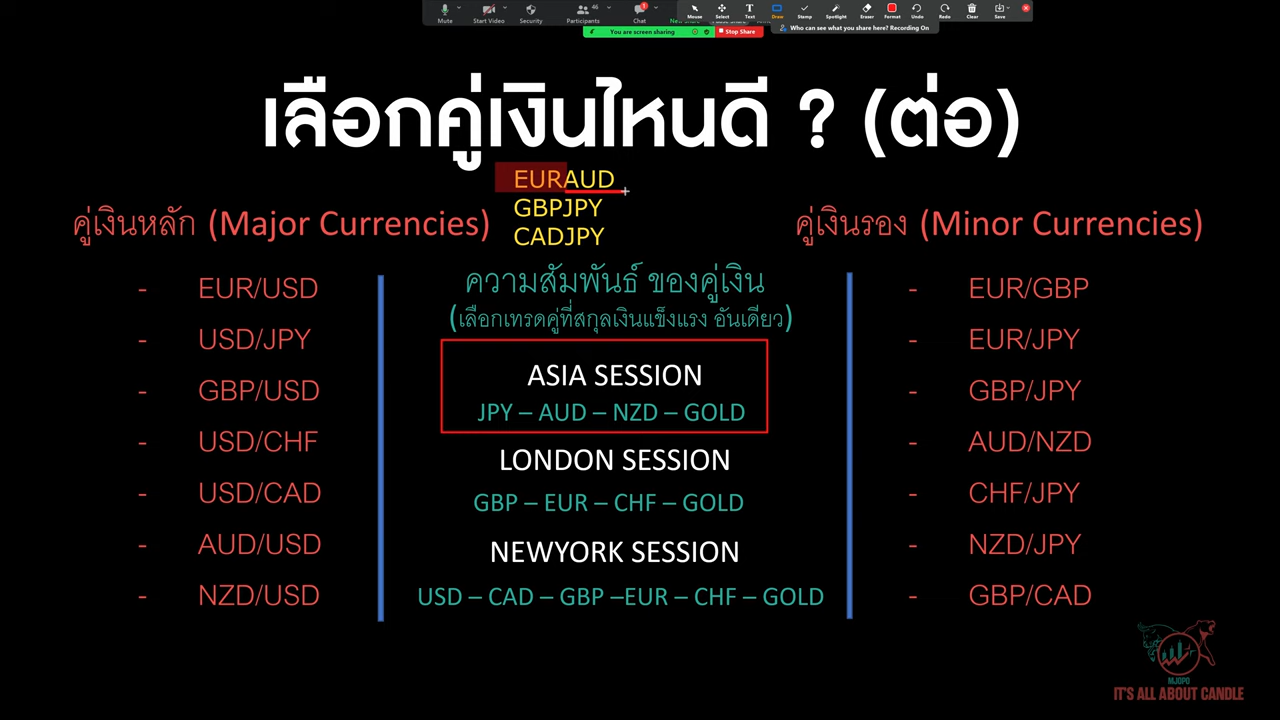 Mute
Start Video
Security
Participants
46
Chat
Mouse
Select
Text
Draw
Stamp
Spotlight
Eraser
Format
Undo
Redo
Clear
Save
You are screen sharing
Stop Share
Who can see what you share here? Recording On
เลือกคู่เงินไหนดี ? (ต่อ)
EURAUD
GBPJPY
CADJPY
คู่เงินหลัก (Major Currencies)
- EUR/USD
- USD/JPY
- GBP/USD
- USD/CHF
- USD/CAD
- AUD/USD
- NZD/USD
ความสัมพันธ์ ของคู่เงิน
(เลือกเทรดคู่ที่สกุลเงินแข็งแรง อันเดียว)
ASIA SESSION
JPY – AUD – NZD – GOLD
LONDON SESSION
GBP – EUR – CHF – GOLD
NEWYORK SESSION
USD – CAD – GBP –EUR – CHF – GOLD
คู่เงินรอง (Minor Currencies)
- EUR/GBP
- EUR/JPY
- GBP/JPY
- AUD/NZD
- CHF/JPY
- NZD/JPY
- GBP/CAD
MJOPO
IT'S ALL ABOUT CANDLE